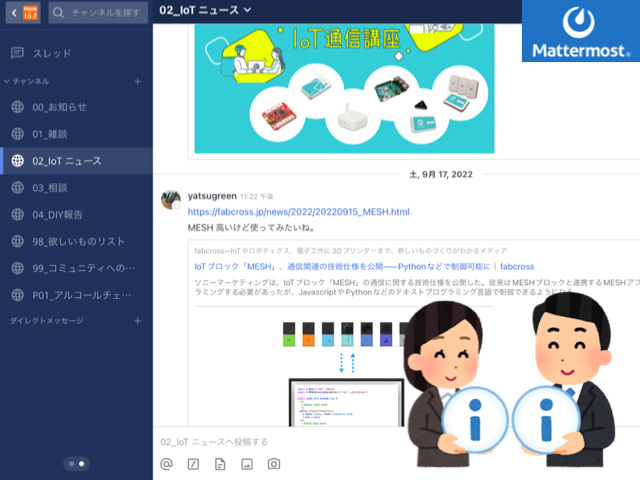 チャンネルを探す
スレッド
チャンネル
00_お知らせ
01_雑談
02_IoT ニュース
03_相談
04_DIY報告
98_欲しいものリスト
99_コミュニティへの…
P01_アルコールチェ…
ダイレクトメッセージ
02_IoT ニュース
Mattermost
IoT通信講座
土, 9月 17, 2022
yatsugreen 11:22 午後
https://fabcross.jp/news/2022/20220915_MESH.html
MESH 高いけど使ってみたいね。
fabcross—IoTやロボティクス、電子工作に3Dプリンターまで、新しいものづくりがわかるメディア
IoTブロック「MESH」、通信関連の技術仕様を公開——Pythonなどで制御可能に | fabcross
ソニーマーケティングは、IoTブロック「MESH」の通信に関する技術仕様を公開した。従来はMESHブロックと連携するMESHアプ
ラミングする必要があったが、JavascriptやPythonなどのテキストプログラミング言語で制御できるようになる
02_IoT ニュースへ投稿する